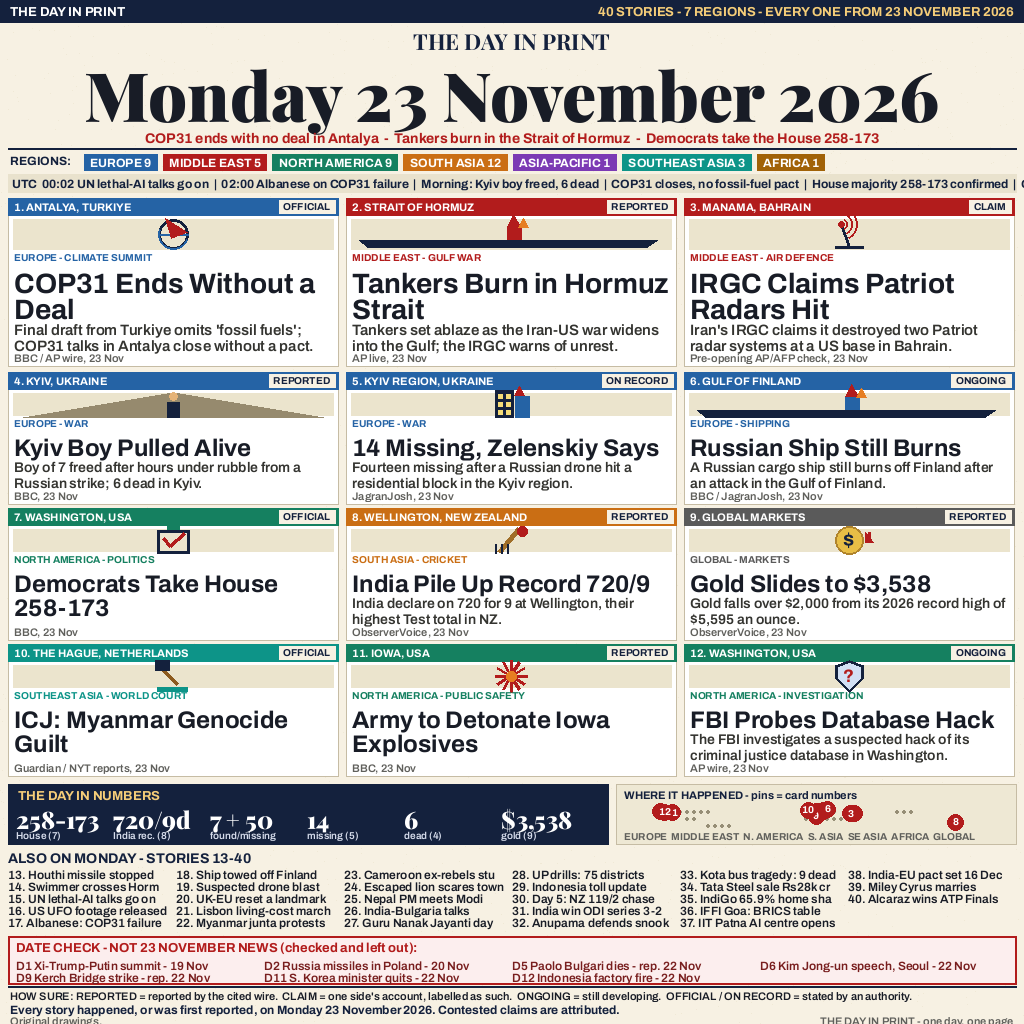 THE DAY IN PRINT
40 STORIES - 7 REGIONS - EVERY ONE FROM 23 NOVEMBER 2026
THE DAY IN PRINT
Monday 23 November 2026
COP31 ends with no deal in Antalya - Tankers burn in the Strait of Hormuz - Democrats take the House 258-173
REGIONS: EUROPE 9 MIDDLE EAST 5 NORTH AMERICA 9 SOUTH ASIA 12 ASIA-PACIFIC 1 SOUTHEAST ASIA 3 AFRICA 1
UTC 00:02 UN lethal-AI talks go on | 02:00 Albanese on COP31 failure | Morning: Kyiv boy freed, 6 dead | COP31 closes, no fossil-fuel pact | House majority 258-173 confirmed |
1. ANTALYA, TURKIYE OFFICIAL
EUROPE - CLIMATE SUMMIT
COP31 Ends Without a
Deal
Final draft from Turkiye omits 'fossil fuels';
COP31 talks in Antalya close without a pact.
BBC / AP wire, 23 Nov
2. STRAIT OF HORMUZ REPORTED
MIDDLE EAST - GULF WAR
Tankers Burn in Hormuz
Strait
Tankers set ablaze as the Iran-US war widens
into the Gulf; the IRGC warns of unrest.
AP live, 23 Nov
3. MANAMA, BAHRAIN CLAIM
MIDDLE EAST - AIR DEFENCE
IRGC Claims Patriot
Radars Hit
Iran's IRGC claims it destroyed two Patriot
radar systems at a US base in Bahrain.
Pre-opening AP/AFP check, 23 Nov
4. KYIV, UKRAINE REPORTED
EUROPE - WAR
Kyiv Boy Pulled Alive
Boy of 7 freed after hours under rubble from a
Russian strike; 6 dead in Kyiv.
BBC, 23 Nov
5. KYIV REGION, UKRAINE ON RECORD
EUROPE - WAR
14 Missing, Zelenskiy Says
Fourteen missing after a Russian drone hit a
residential block in the Kyiv region.
JagranJosh, 23 Nov
6. GULF OF FINLAND ONGOING
EUROPE - SHIPPING
Russian Ship Still Burns
A Russian cargo ship still burns off Finland after
an attack in the Gulf of Finland.
BBC / JagranJosh, 23 Nov
7. WASHINGTON, USA OFFICIAL
NORTH AMERICA - POLITICS
Democrats Take House
258-173
BBC, 23 Nov
8. WELLINGTON, NEW ZEALAND REPORTED
SOUTH ASIA - CRICKET
India Pile Up Record 720/9
India declare on 720 for 9 at Wellington, their
highest Test total in NZ.
ObserverVoice, 23 Nov
9. GLOBAL MARKETS REPORTED
$
GLOBAL - MARKETS
Gold Slides to $3,538
Gold falls over $2,000 from its 2026 record high of
$5,595 an ounce.
ObserverVoice, 23 Nov
10. THE HAGUE, NETHERLANDS OFFICIAL
SOUTHEAST ASIA - WORLD COURT
ICJ: Myanmar Genocide
Guilt
Guardian / NYT reports, 23 Nov
11. IOWA, USA REPORTED
NORTH AMERICA - PUBLIC SAFETY
Army to Detonate Iowa
Explosives
BBC, 23 Nov
12. WASHINGTON, USA ONGOING
?
NORTH AMERICA - INVESTIGATION
FBI Probes Database Hack
The FBI investigates a suspected hack of its
criminal justice database in Washington.
AP wire, 23 Nov
THE DAY IN NUMBERS
258-173 720/9d 7 + 50 14 6 $3,538
House (7) India rec. (8) found/missing missing (5) dead (4) gold (9)
WHERE IT HAPPENED - pins = card numbers
12 1 10 9 6 3 8
EUROPE MIDDLE EAST N. AMERICA S. ASIA SE ASIA AFRICA GLOBAL
ALSO ON MONDAY - STORIES 13-40
13. Houthi missile stopped
14. Swimmer crosses Horm
15. UN lethal-AI talks go on
16. US UFO footage released
17. Albanese: COP31 failure
18. Ship towed off Finland
19. Suspected drone blast
20. UK-EU reset a landmark
21. Lisbon living-cost march
22. Myanmar junta protests
23. Cameroon ex-rebels stu
24. Escaped lion scares town
25. Nepal PM meets Modi
26. India-Bulgaria talks
27. Guru Nanak Jayanti day
28. UP drills: 75 districts
29. Indonesia toll update
30. Day 5: NZ 119/2 chase
31. India win ODI series 3-2
32. Anupama defends snook
33. Kota bus tragedy: 9 dead
34. Tata Steel sale Rs28k cr
35. IndiGo 65.9% home sha
36. IFFI Goa: BRICS table
37. IIT Patna AI centre opens
38. India-EU pact set 16 Dec
39. Miley Cyrus marries
40. Alcaraz wins ATP Finals
DATE CHECK - NOT 23 NOVEMBER NEWS (checked and left out):
D1 Xi-Trump-Putin summit - 19 Nov D2 Russia missiles in Poland - 20 Nov D5 Paolo Bulgari dies - rep. 22 Nov D6 Kim Jong-un speech, Seoul - 22 Nov
D9 Kerch Bridge strike - rep. 22 Nov D11 S. Korea minister quits - 22 Nov D12 Indonesia factory fire - 22 Nov
HOW SURE: REPORTED = reported by the cited wire. CLAIM = one side's account, labelled as such. ONGOING = still developing. OFFICIAL / ON RECORD = stated by an authority.
Every story happened, or was first reported, on Monday 23 November 2026. Contested claims are attributed.
Original drawings.
THE DAY IN PRINT - one day, one page